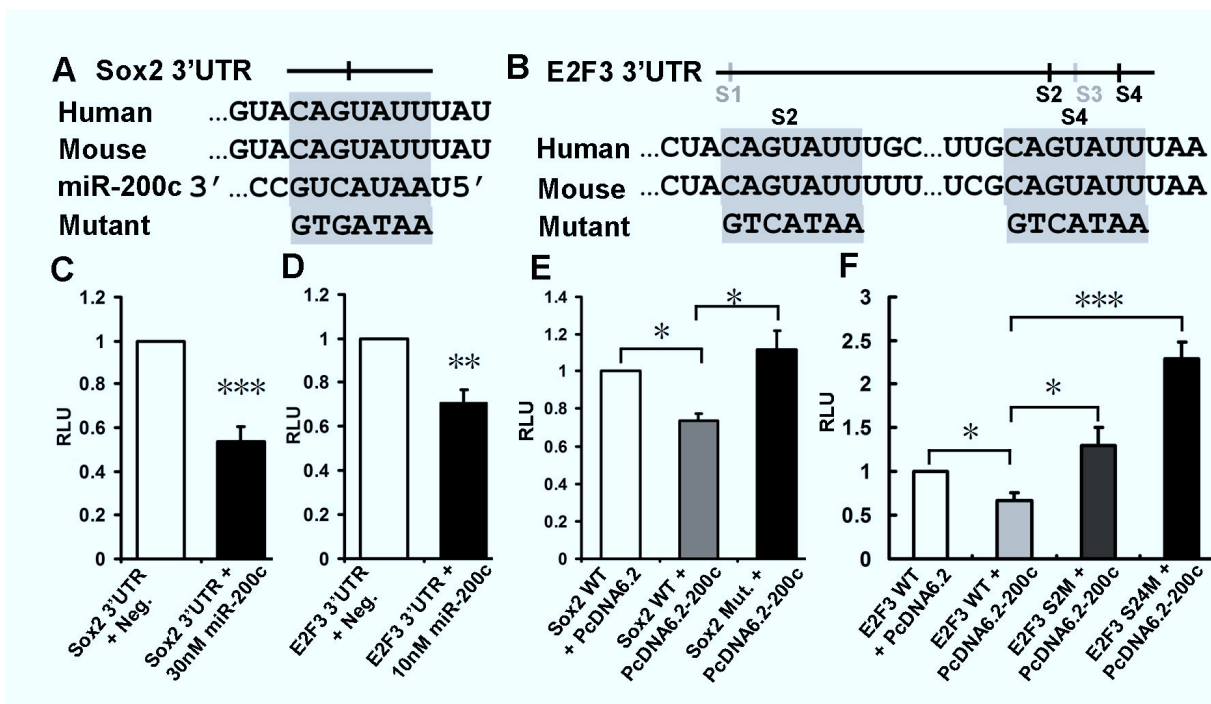 A Sox2 3'UTR
Human ...GUACAGUAUUUAU
Mouse ...GUACAGUAUUUAU
miR-200c 3' ...CCGUCAUAAU5'
Mutant GTGATAA
B E2F3 3'UTR
S1 S2 S3 S4
S2 S4
Human ...CUACAGUAUUUGC...UUGCAGUAUUUAA
Mouse ...CUACAGUAUUUUU...UCGCAGUAUUUAA
Mutant GTCATAA GTCATAA
C
RLU
1.2
1
0.8
0.6
0.4
0.2
0
***
Sox2 3'UTR
+ Neg.
Sox2 3'UTR +
30nM miR-200c
D
RLU
1.2
1
0.8
0.6
0.4
0.2
0
**
E2F3 3'UTR
+ Neg.
E2F3 3'UTR +
10nM miR-200c
E
RLU
1.4
1.2
1
0.8
0.6
0.4
0.2
0
*
*
Sox2 WT
+ PcDNA6.2
Sox2 WT +
PcDNA6.2-200c
Sox2 Mut. +
PcDNA6.2-200c
F
RLU
3
2.5
2
1.5
1
0.5
0
***
*
*
E2F3 WT
+ PcDNA6.2
E2F3 WT +
PcDNA6.2-200c
E2F3 S2M +
PcDNA6.2-200c
E2F3 S24M +
PcDNA6.2-200c